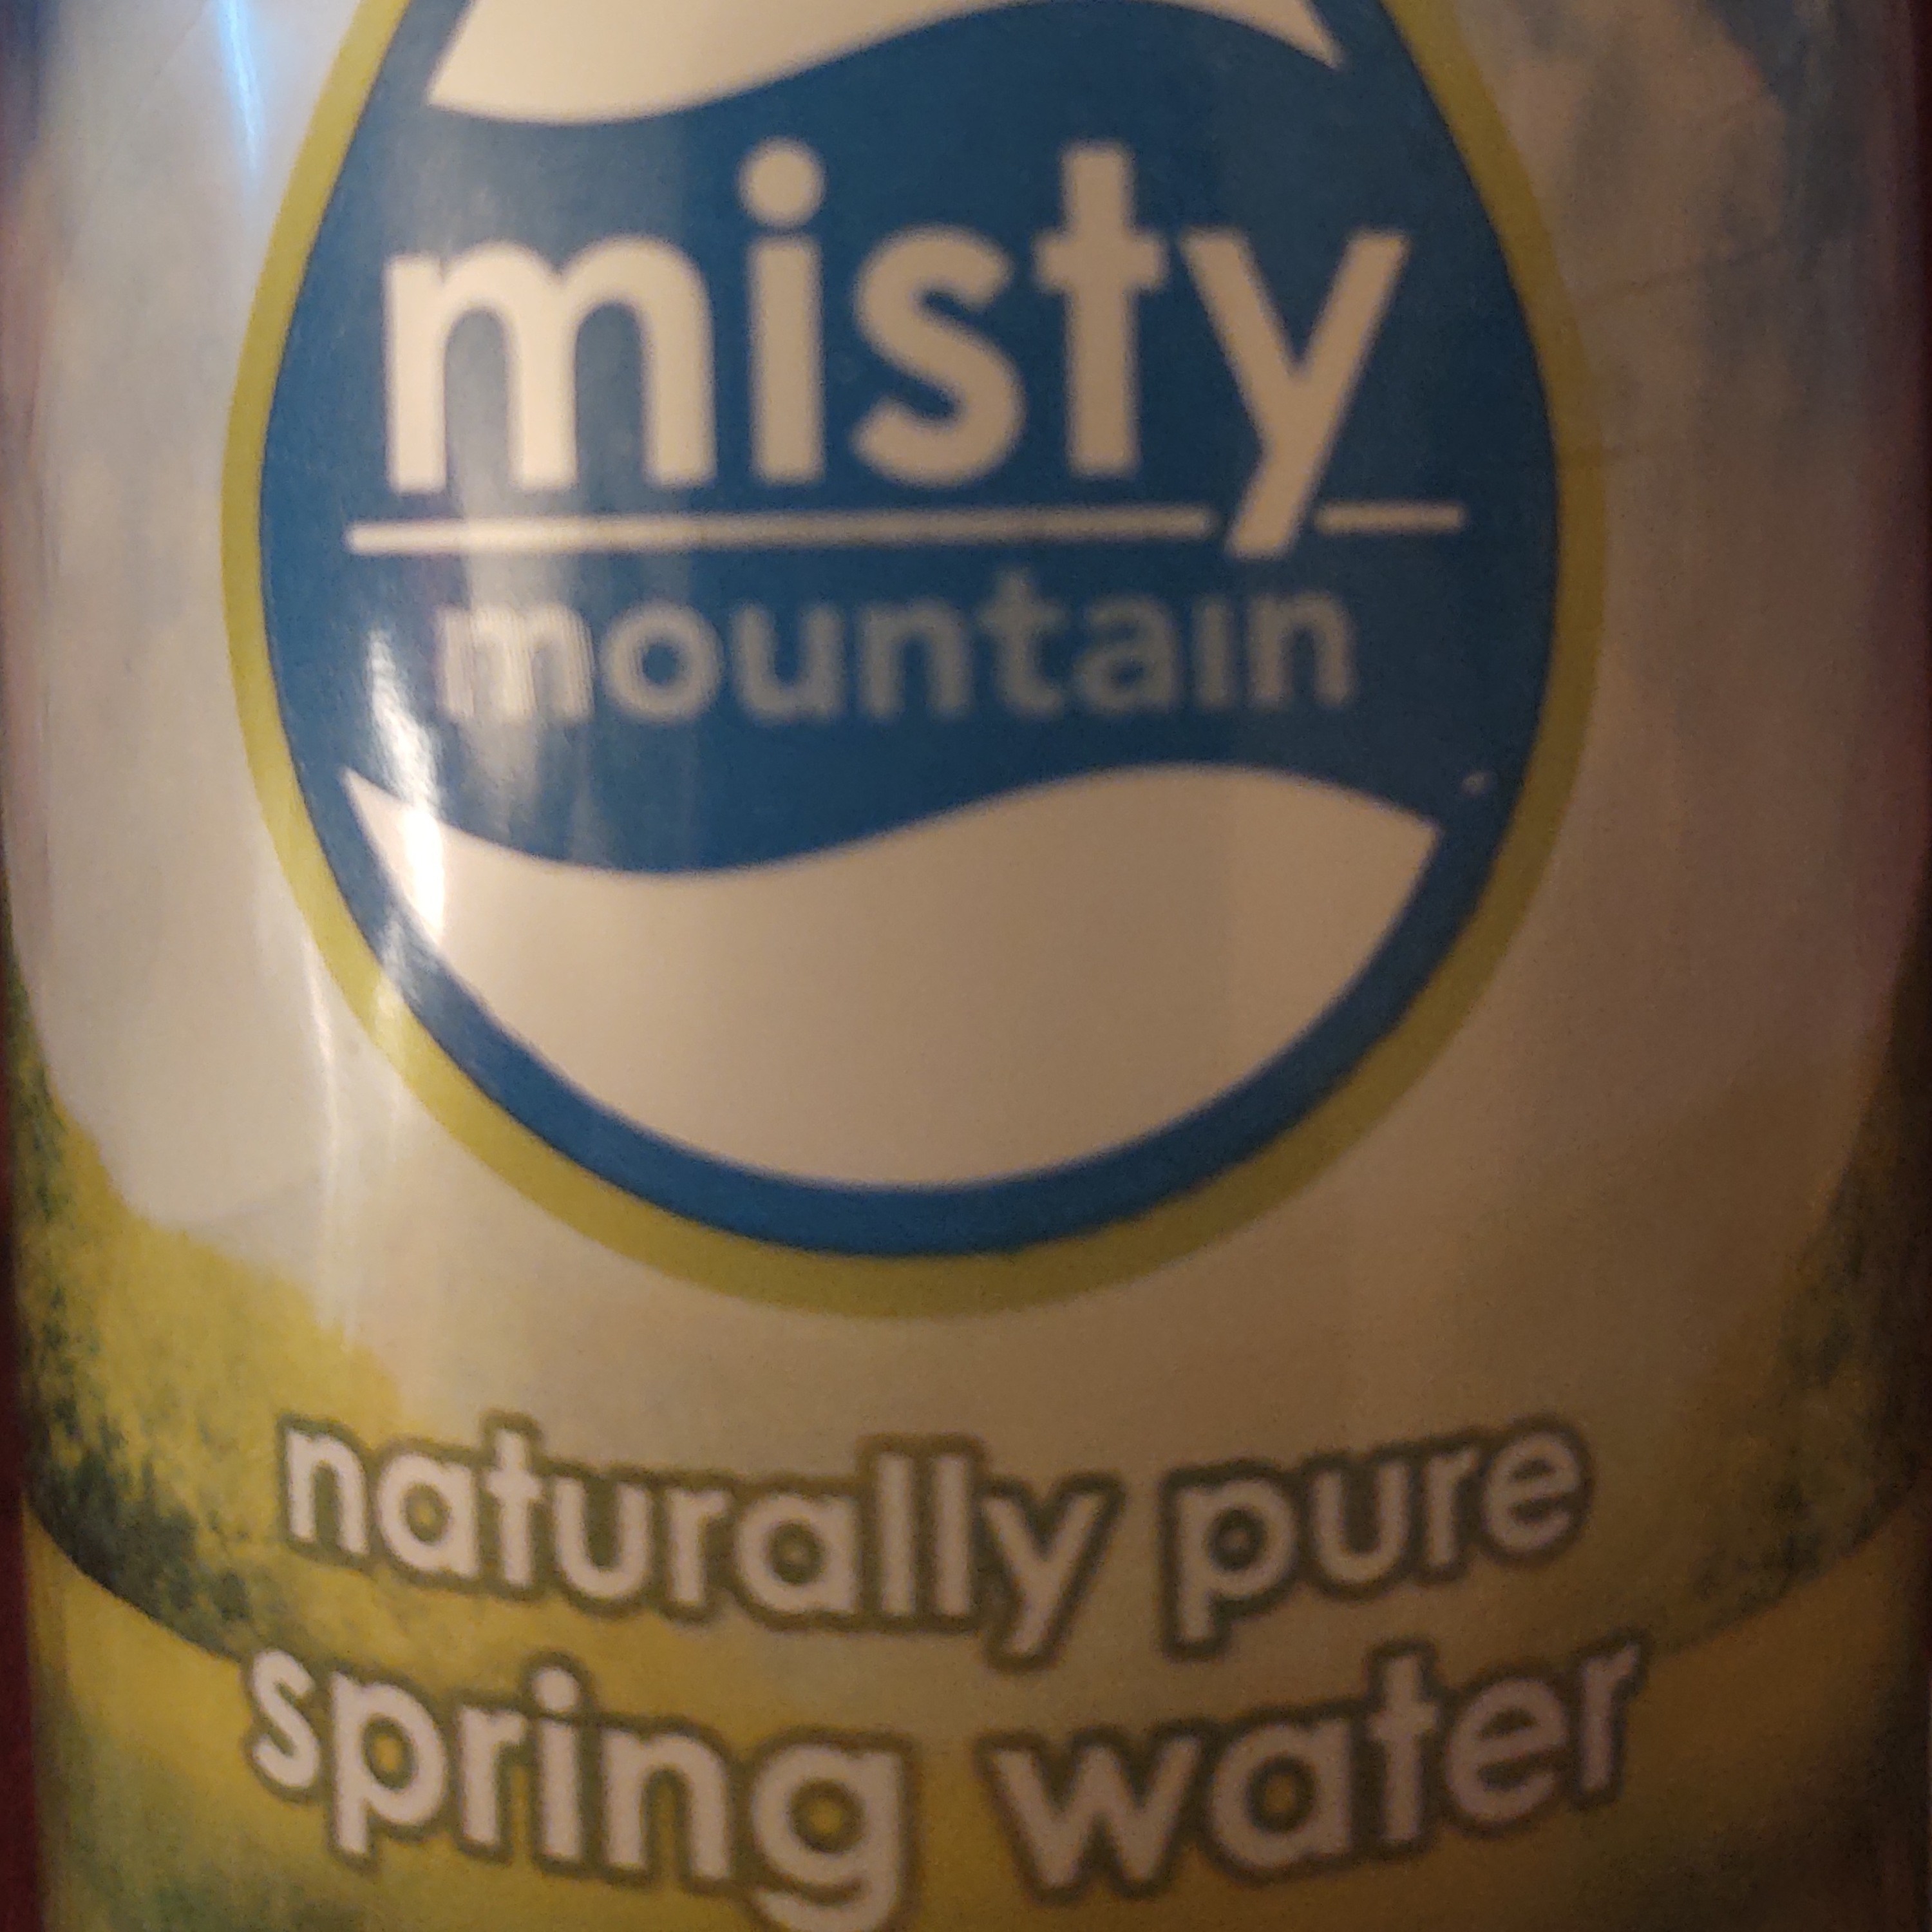 misty
mountain
naturally pure
spring water